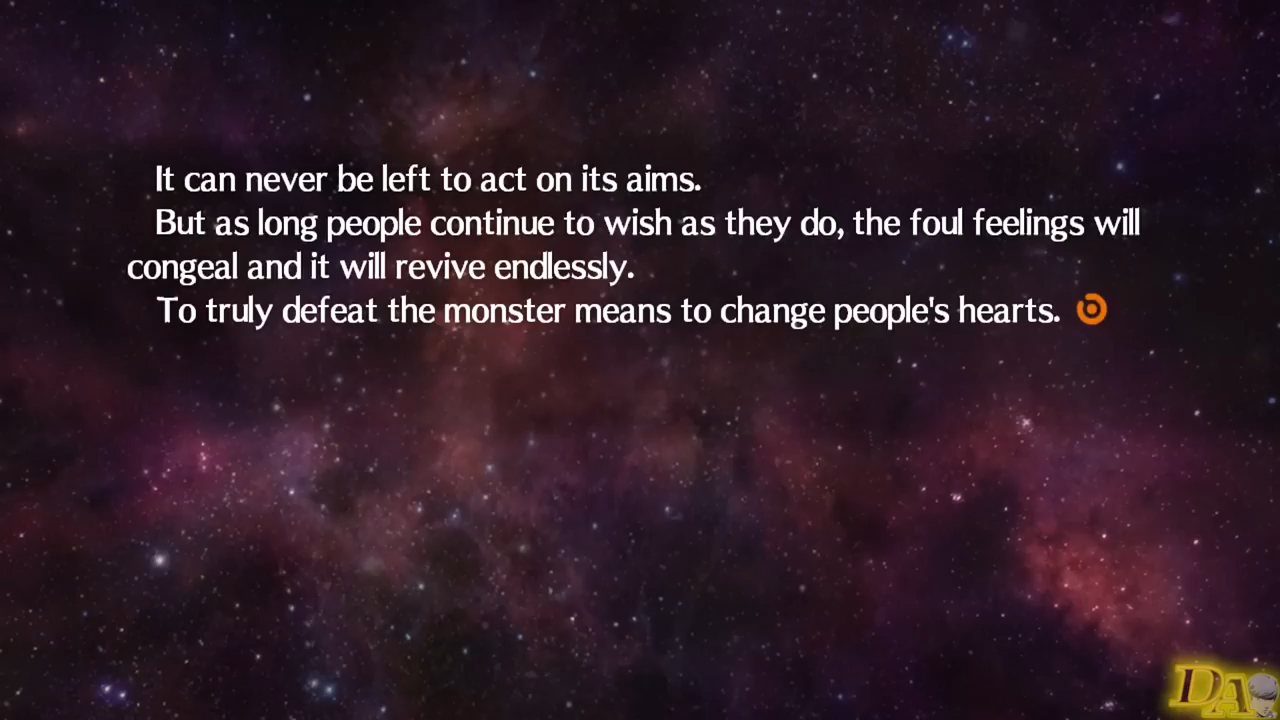 It can never be left to act on its aims.
But as long people continue to wish as they do, the foul feelings will
congeal and it will revive endlessly.
To truly defeat the monster means to change people's hearts.
DA